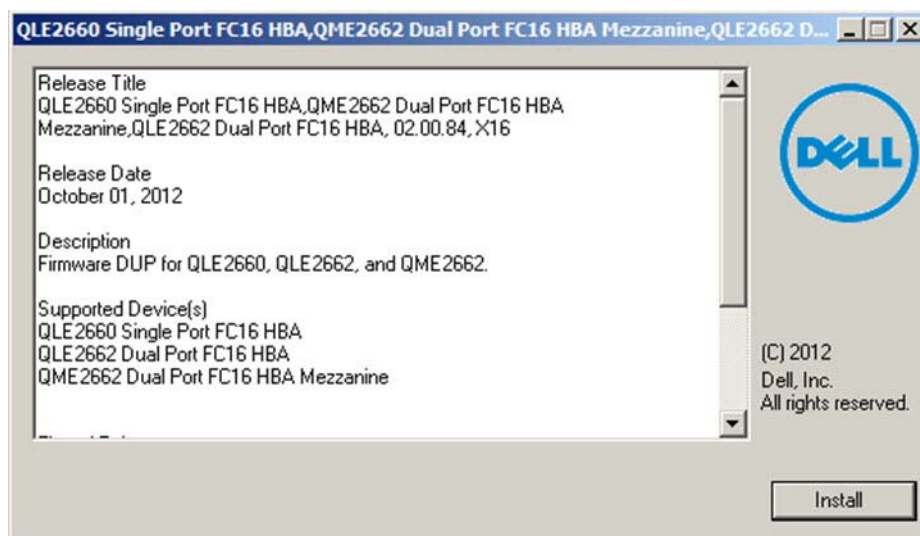 QLE2660 Single Port FC16 HBA,QME2662 Dual Port FC16 HBA Mezzanine,QLE2662 D...
Release Title
QLE2660 Single Port FC16 HBA,QME2662 Dual Port FC16 HBA
Mezzanine,QLE2662 Dual Port FC16 HBA, 02.00.84, X16
Release Date
October 01, 2012
Description
Firmware DUP for QLE2660, QLE2662, and QME2662.
Supported Device(s)
QLE2660 Single Port FC16 HBA
QLE2662 Dual Port FC16 HBA
QME2662 Dual Port FC16 HBA Mezzanine
DELL
(C) 2012
Dell, Inc.
All rights reserved.
Install